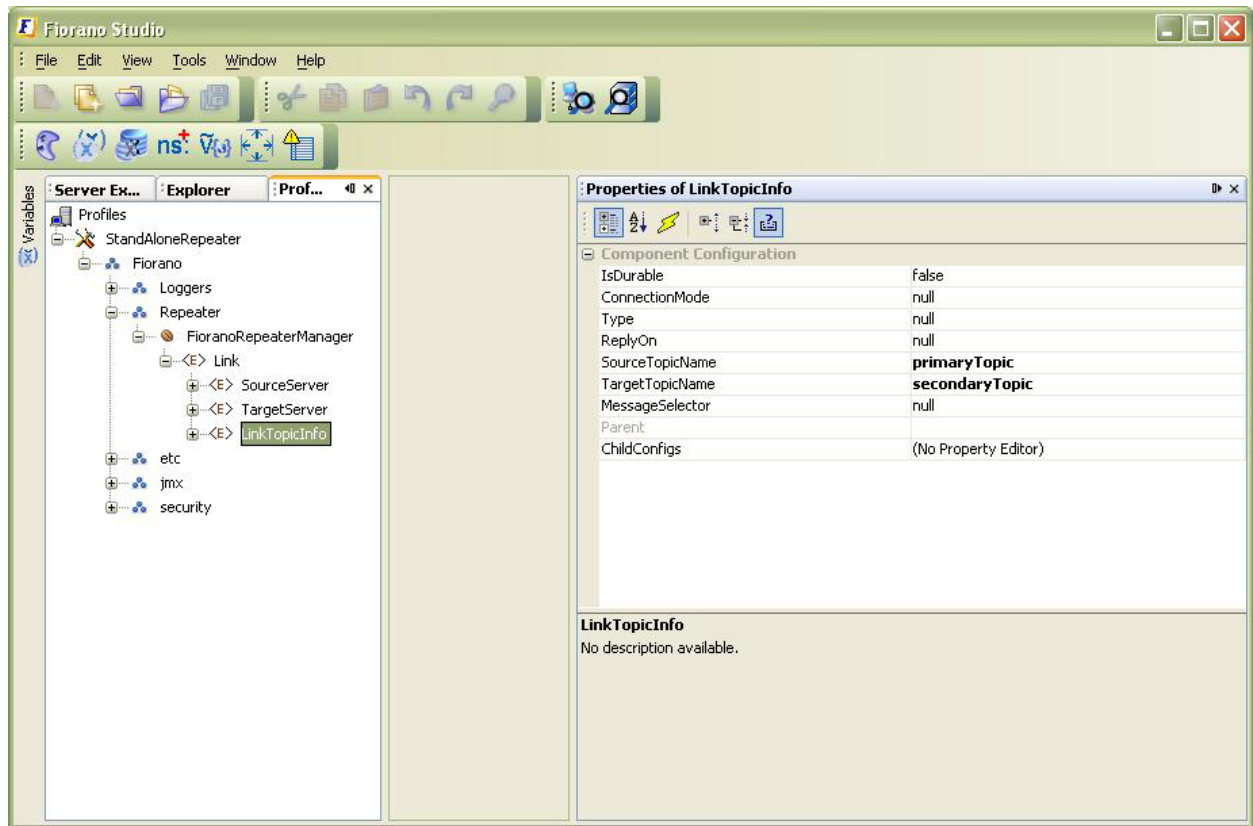 Fiorano Studio
File Edit View Tools Window Help
ns:
Variables
Server Ex... Explorer Prof...
Profiles
StandAloneRepeater
Fiorano
Loggers
Repeater
FioranoRepeaterManager
<E> Link
<E> SourceServer
<E> TargetServer
<E> LinkTopicInfo
etc
jmx
security
Properties of LinkTopicInfo
Component Configuration
IsDurable false
ConnectionMode null
Type null
ReplyOn null
SourceTopicName primaryTopic
TargetTopicName secondaryTopic
MessageSelector null
Parent
ChildConfigs (No Property Editor)
LinkTopicInfo
No description available.